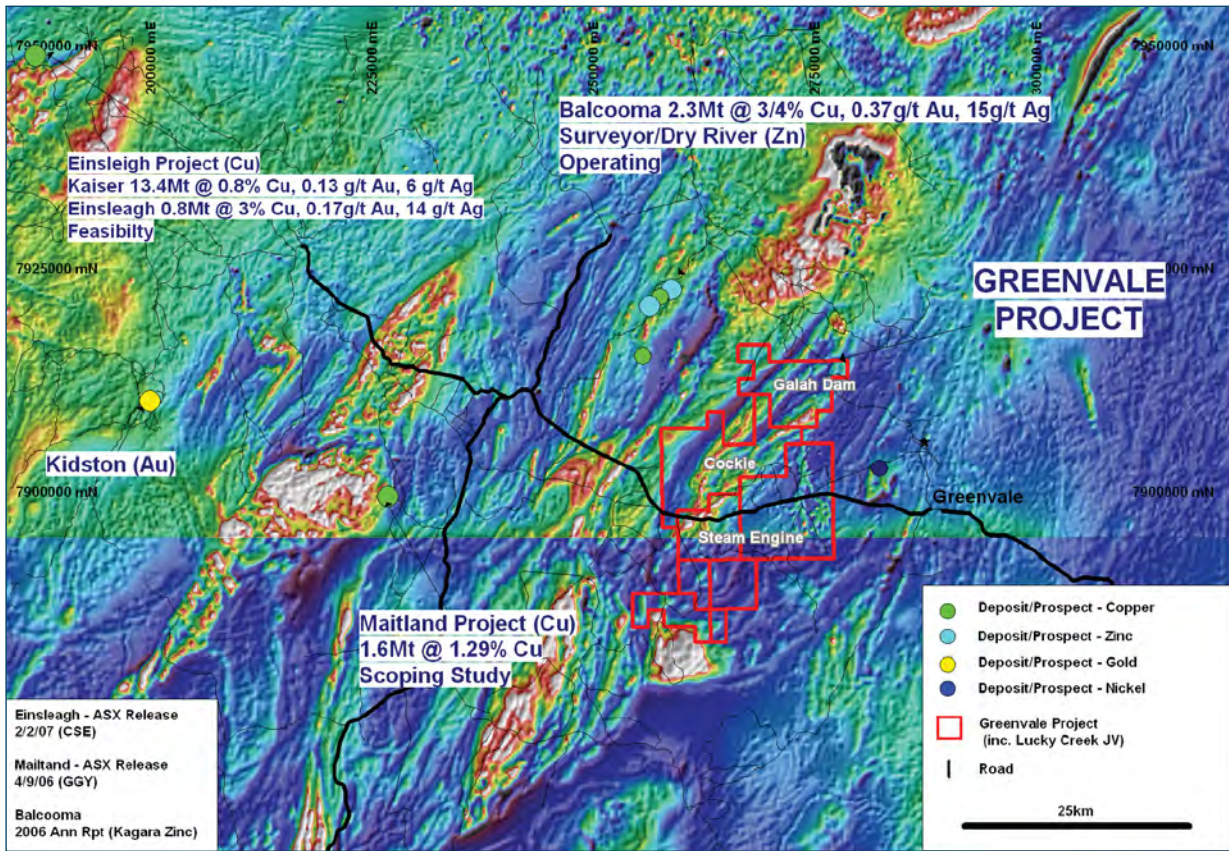 7950000 mN
200000 mE
2250000 mE
250000 mE
2750000 mE
300000 mE
7950000 mN
Balcooma 2.3Mt @ 3/4% Cu, 0.37g/t Au, 15g/t Ag
Surveyor/Dry River (Zn)
Operating
Einsleigh Project (Cu)
Kaiser 13.4Mt @ 0.8% Cu, 0.13 g/t Au, 6 g/t Ag
Einsleagh 0.8Mt @ 3% Cu, 0.17g/t Au, 14 g/t Ag
Feasibilty
7925000 mN
GREENVALE
PROJECT
Galah Dam
Kidston (Au)
Cockie
7900000 mN
7900000 mN
Greenvale
Steam Engine
Maitland Project (Cu)
1.6Mt @ 1.29% Cu
Scoping Study
Einsleagh - ASX Release
2/2/07 (CSE)
Mailtand - ASX Release
4/9/06 (GGY)
Balcooma
2006 Ann Rpt (Kagara Zinc)
Deposit/Prospect - Copper
Deposit/Prospect - Zinc
Deposit/Prospect - Gold
Deposit/Prospect - Nickel
Greenvale Project
(inc. Lucky Creek JV)
Road
25km